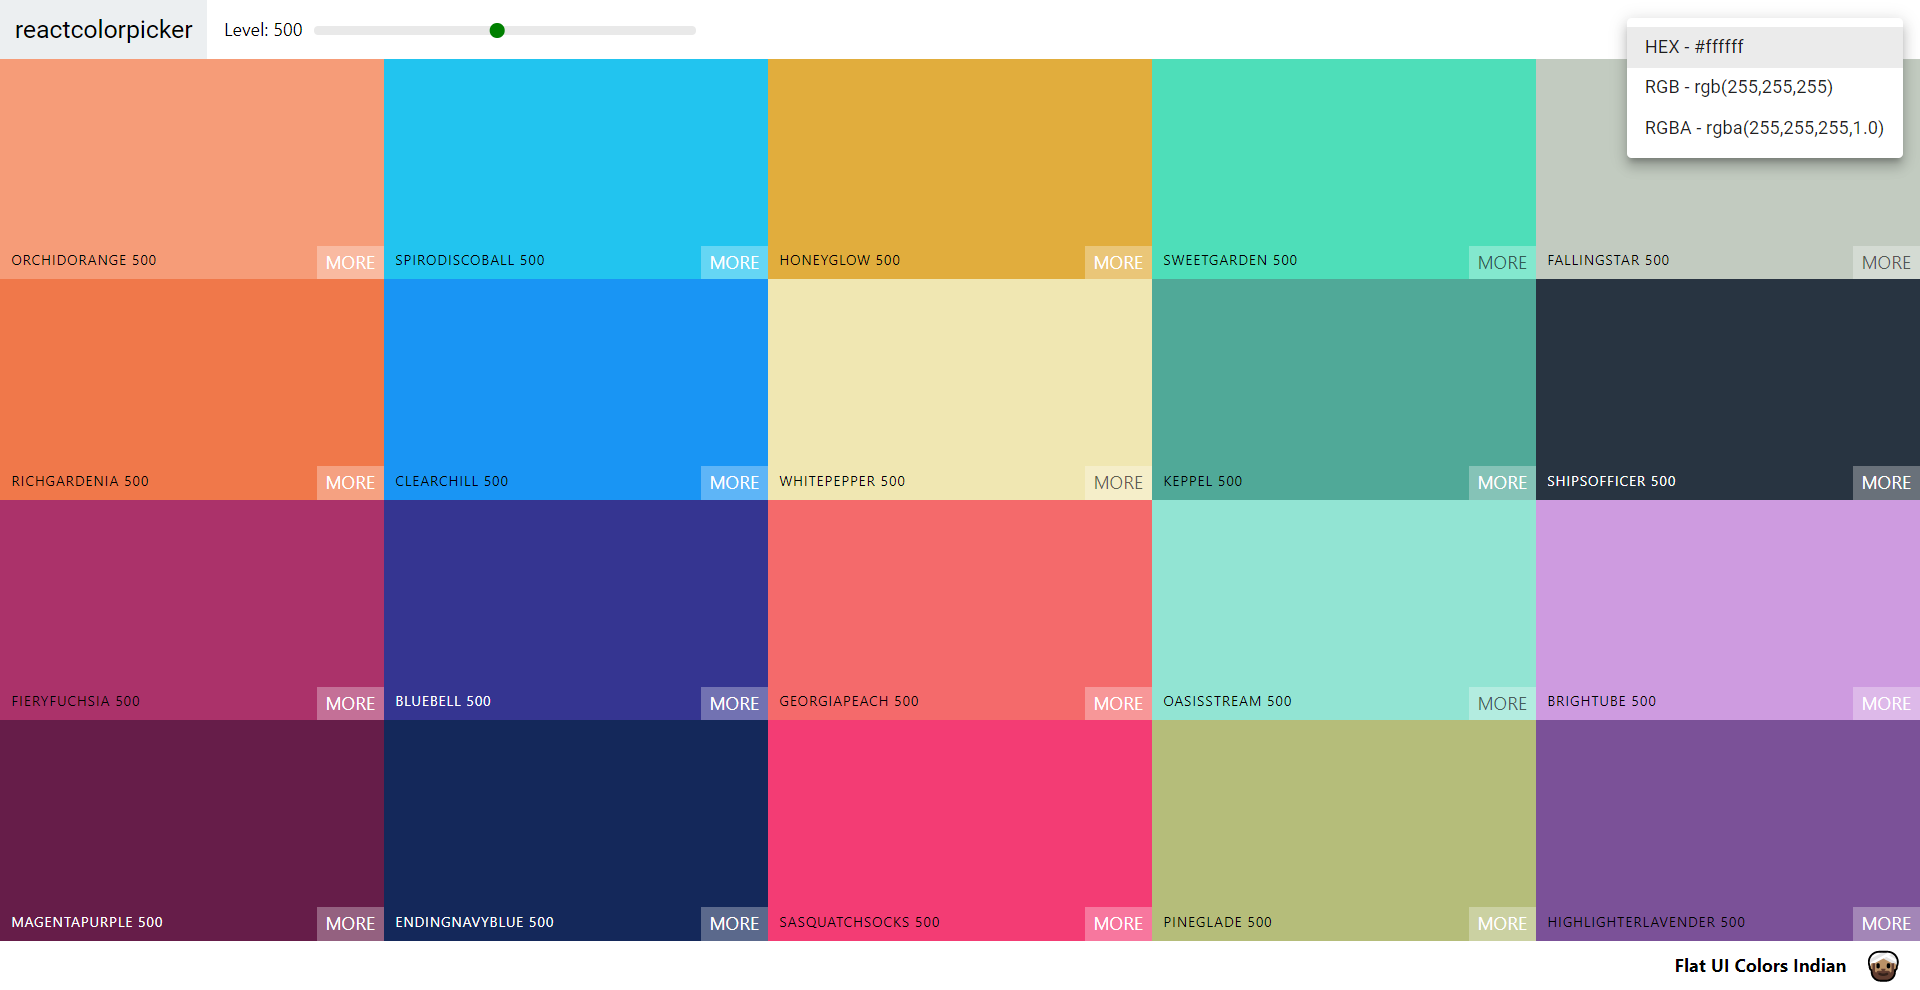 reactcolorpicker
Level: 500
HEX - #ffffff
RGB - rgb(255,255,255)
RGBA - rgba(255,255,255,1.0)
ORCHIDORANGE 500 MORE
SPIRODISCOBALL 500 MORE
HONEYGLOW 500 MORE
SWEETGARDEN 500 MORE
FALLINGSTAR 500 MORE
RICHGARDENIA 500 MORE
CLEARCHILL 500 MORE
WHITEPEPPER 500 MORE
KEPPEL 500 MORE
SHIPSOFFICER 500 MORE
FIERYFUCHSIA 500 MORE
BLUEBELL 500 MORE
GEORGIAPEACH 500 MORE
OASISSTREAM 500 MORE
BRIGHTUBE 500 MORE
MAGENTAPURPLE 500 MORE
ENDINGNAVYBLUE 500 MORE
SASQUATCHSOCKS 500 MORE
PINEGLADE 500 MORE
HIGHLIGHTERLAVENDER 500 MORE
Flat UI Colors Indian